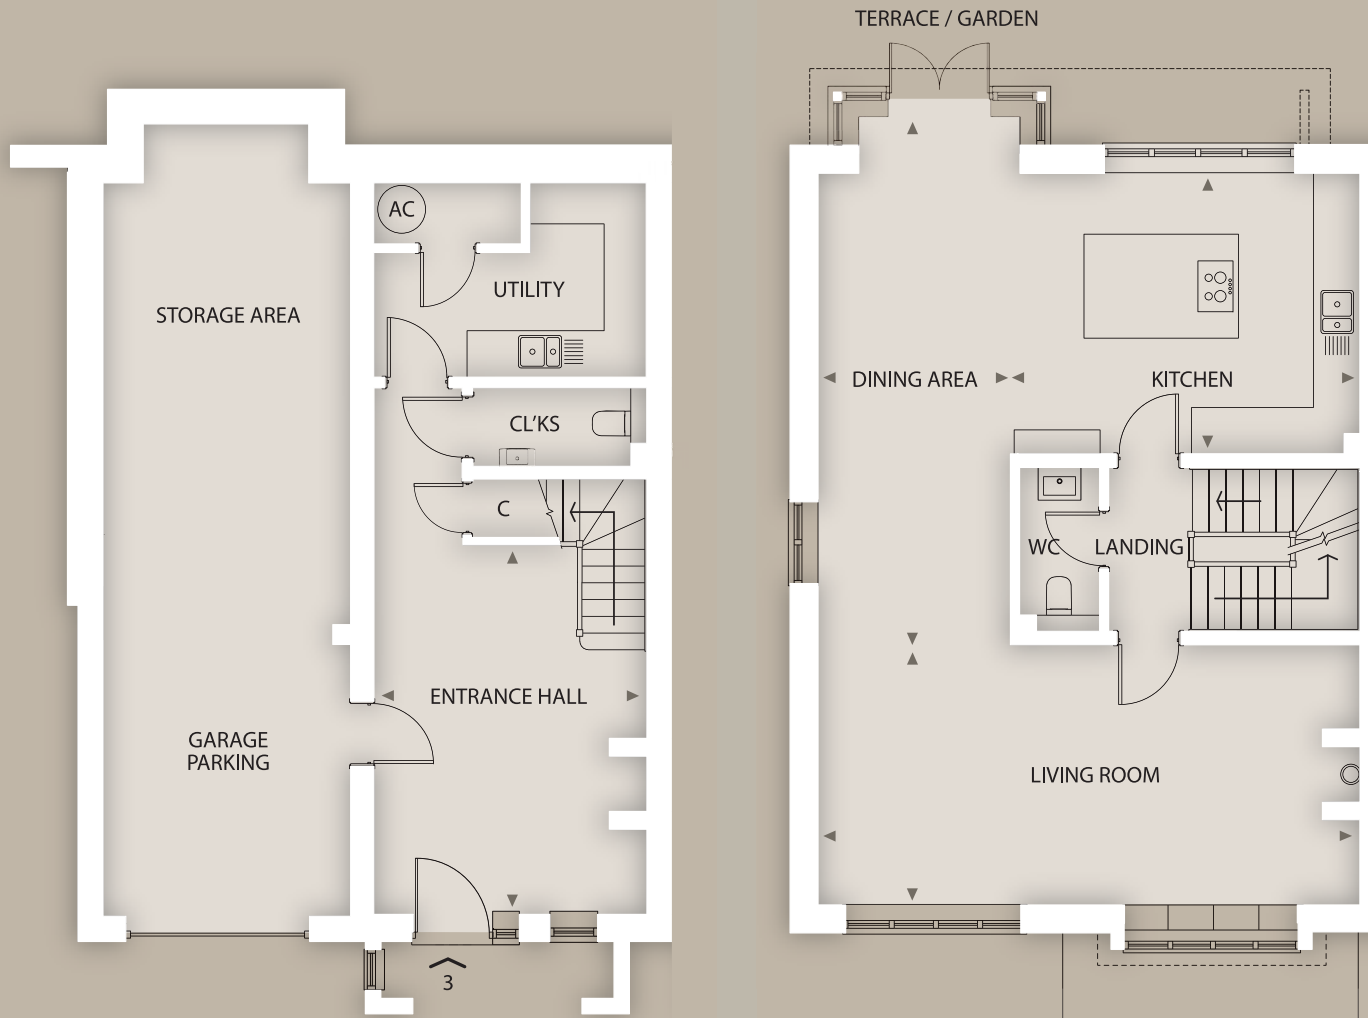 TERRACE / GARDEN
AC
UTILITY
STORAGE AREA
DINING AREA
KITCHEN
CL'KS
C
WC
LANDING
ENTRANCE HALL
GARAGE
PARKING
LIVING ROOM
3